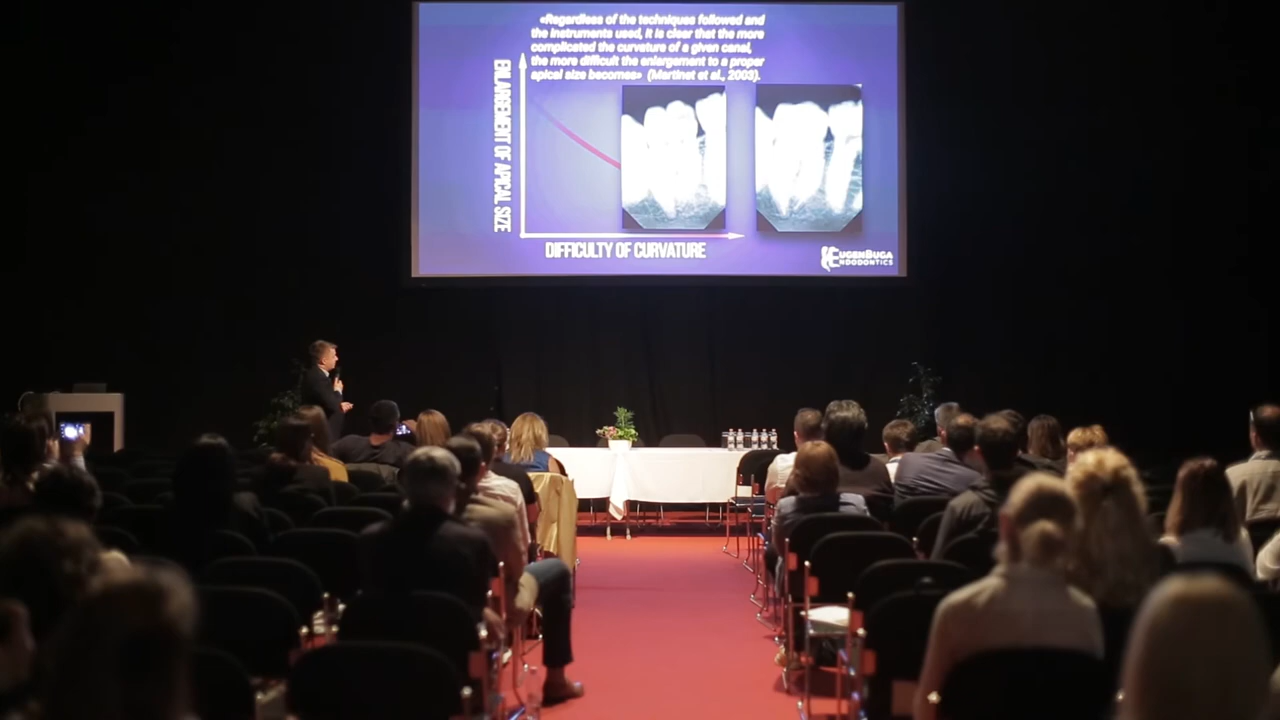 «Regardless of the techniques followed and
the instruments used, it is clear that the more
complicated the curvature of a given canal,
the more difficult the enlargement to a proper
apical size becomes» (Martinet et al., 2003).
ENLARGEMENT OF APICAL SIZE
DIFFICULTY OF CURVATURE
EUGENBUGA
ENDODONTICS